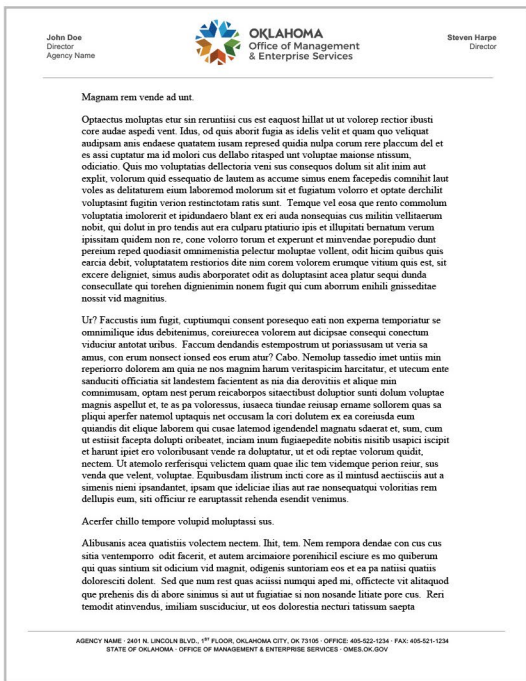 John Doe
Director
Agency Name
OKLAHOMA
Office of Management
& Enterprise Services
Steven Harpe
Director
Magnam rem vende ad unt.
Optaectus moluptas etur sin reruntiisi cus est eaquost hillat ut ut volorep rectior ibusti
core audae aspedi vent. Idus, od quis aborit fugia as idelis velit et quam quo veliquat
audipsam anis endaese quatatem iusam represed quidia nulpa corum rere placcum del et
es assi cuptatur ma id molori cus dellabo ritasped unt voluptae maionse ntissum,
odiciatio. Quis mo voluptatias dellectoria veni sus consequos dolum sit alit inim aut
explit, volorum quid essequatio de lautem as accume simus enem facepedis comnihit laut
voles as delitaturem eium laboremod molorum sit et fugiatum volorro et optate derchilit
voluptasint fugitin verion restinctotam ratis sunt. Temque vel eosa que rento commolum
voluptatia imolorerit et ipidundaero blant ex eri auda nonsequias cus militin vellitaerum
nobit, qui dolut in pro tendis aut era culparu ptatiurio ipis et illupitati bernatum verum
ipissitam quidem non re, cone volorro torum et experunt et minvendae porepudio dunt
pereium reped quodiasit omnimenistia pelectur moluptae vollent, odit hicim quibus quis
earcia debit, voluptatatem restiorios dite nim corem volorem erumque vitium quis est, sit
excere deligniet, simus audis aborporatet odit as doluptasint acea platur sequi dunda
consecullate qui torehen dignienimin nonem fugit qui cum aborrum enihili gnisseditae
nossit vid magnitius.
Ur? Faccustis ium fugit, cuptiumqui consent poresequo eati non experna temporiatur se
omnimilique idus debitenimus, coreiurecea volorem aut dicipsae consequi conectum
viduciur antotat uribus. Faccum dendandis estempostrum ut poriassusam ut veria sa
amus, con erum nonsect ionsed eos erum atur? Cabo. Nemolup tassedio imet untiis min
reperiorro dolorem am quia ne nos magnim harum veritaspicim harcitatur, et utecum ente
sanduciti officiatia sit landestem facientent as nia dia derovitiis et alique min
comnimusam, optam nest perum reicaborpos sitaectibust doluptior sunti dolum voluptae
magnis aspellut et, te as pa voloressus, iusaeca tiundae reiusap ername sollorem quas sa
pliqui aperfer natemol uptaquis net occusam la cori dolutem ex ea coreiusda eum
quiandis dit elique laborem qui cusae latemod igendendel magnatu sdaerat et, sum, cum
ut estiisit facepta dolupti oribeatet, inciam inum fugiaepedite nobitis nisitib usapici iscipit
et harunt ipiet ero voloribusant vende ra doluptatur, ut et odi reptae volorum quidit,
nectem. Ut atemolo rerferisqui velictem quam quae ilic tem videmque perion reiur, sus
venda que velent, voluptae. Equibusdam ilistrum incti core as il mintusd aectiisciis aut a
simenis nieni ipsandantet, ipsam que ideliciae ilias aut rae nonsequatqui voloritias rem
dellupis eum, siti officiur re earuptassit rehenda esendit venimus.
Acerfer chillo tempore volupid moluptassi sus.
Alibusanis acea quatistiis volectem nectem. Ihit, tem. Nem rempora dendae con cus cus
sitia ventemporro odit facerit, et autem arcimaiore porenihicil esciure es mo quiberum
qui quas sintium sit odicium vid magnit, odigenis suntoriam eos et ea pa natiisi quatiis
doloresciti dolent. Sed que num rest quas aciissi numqui aped mi, offictecte vit alitaquod
que prehenis dis di abore sinimus si aut ut fugiatiae si non nosande litiate pore cus. Reri
temodit atinvendus, imiliam susciduciur, ut eos dolorestia necturi tatissum saepta
AGENCY NAME · 2401 N. LINCOLN BLVD., 1ST FLOOR, OKLAHOMA CITY, OK 73105 · OFFICE: 405-522-1234 · FAX: 405-521-1234
STATE OF OKLAHOMA · OFFICE OF MANAGEMENT & ENTERPRISE SERVICES · OMES.OK.GOV